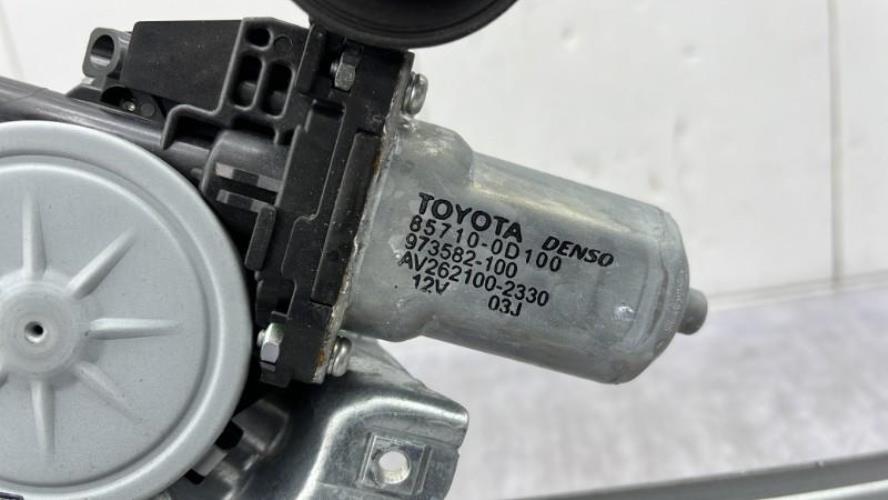 TOYOTA
85710-0D100 DENSO
973582-100
AV262100-2330
12V 03J